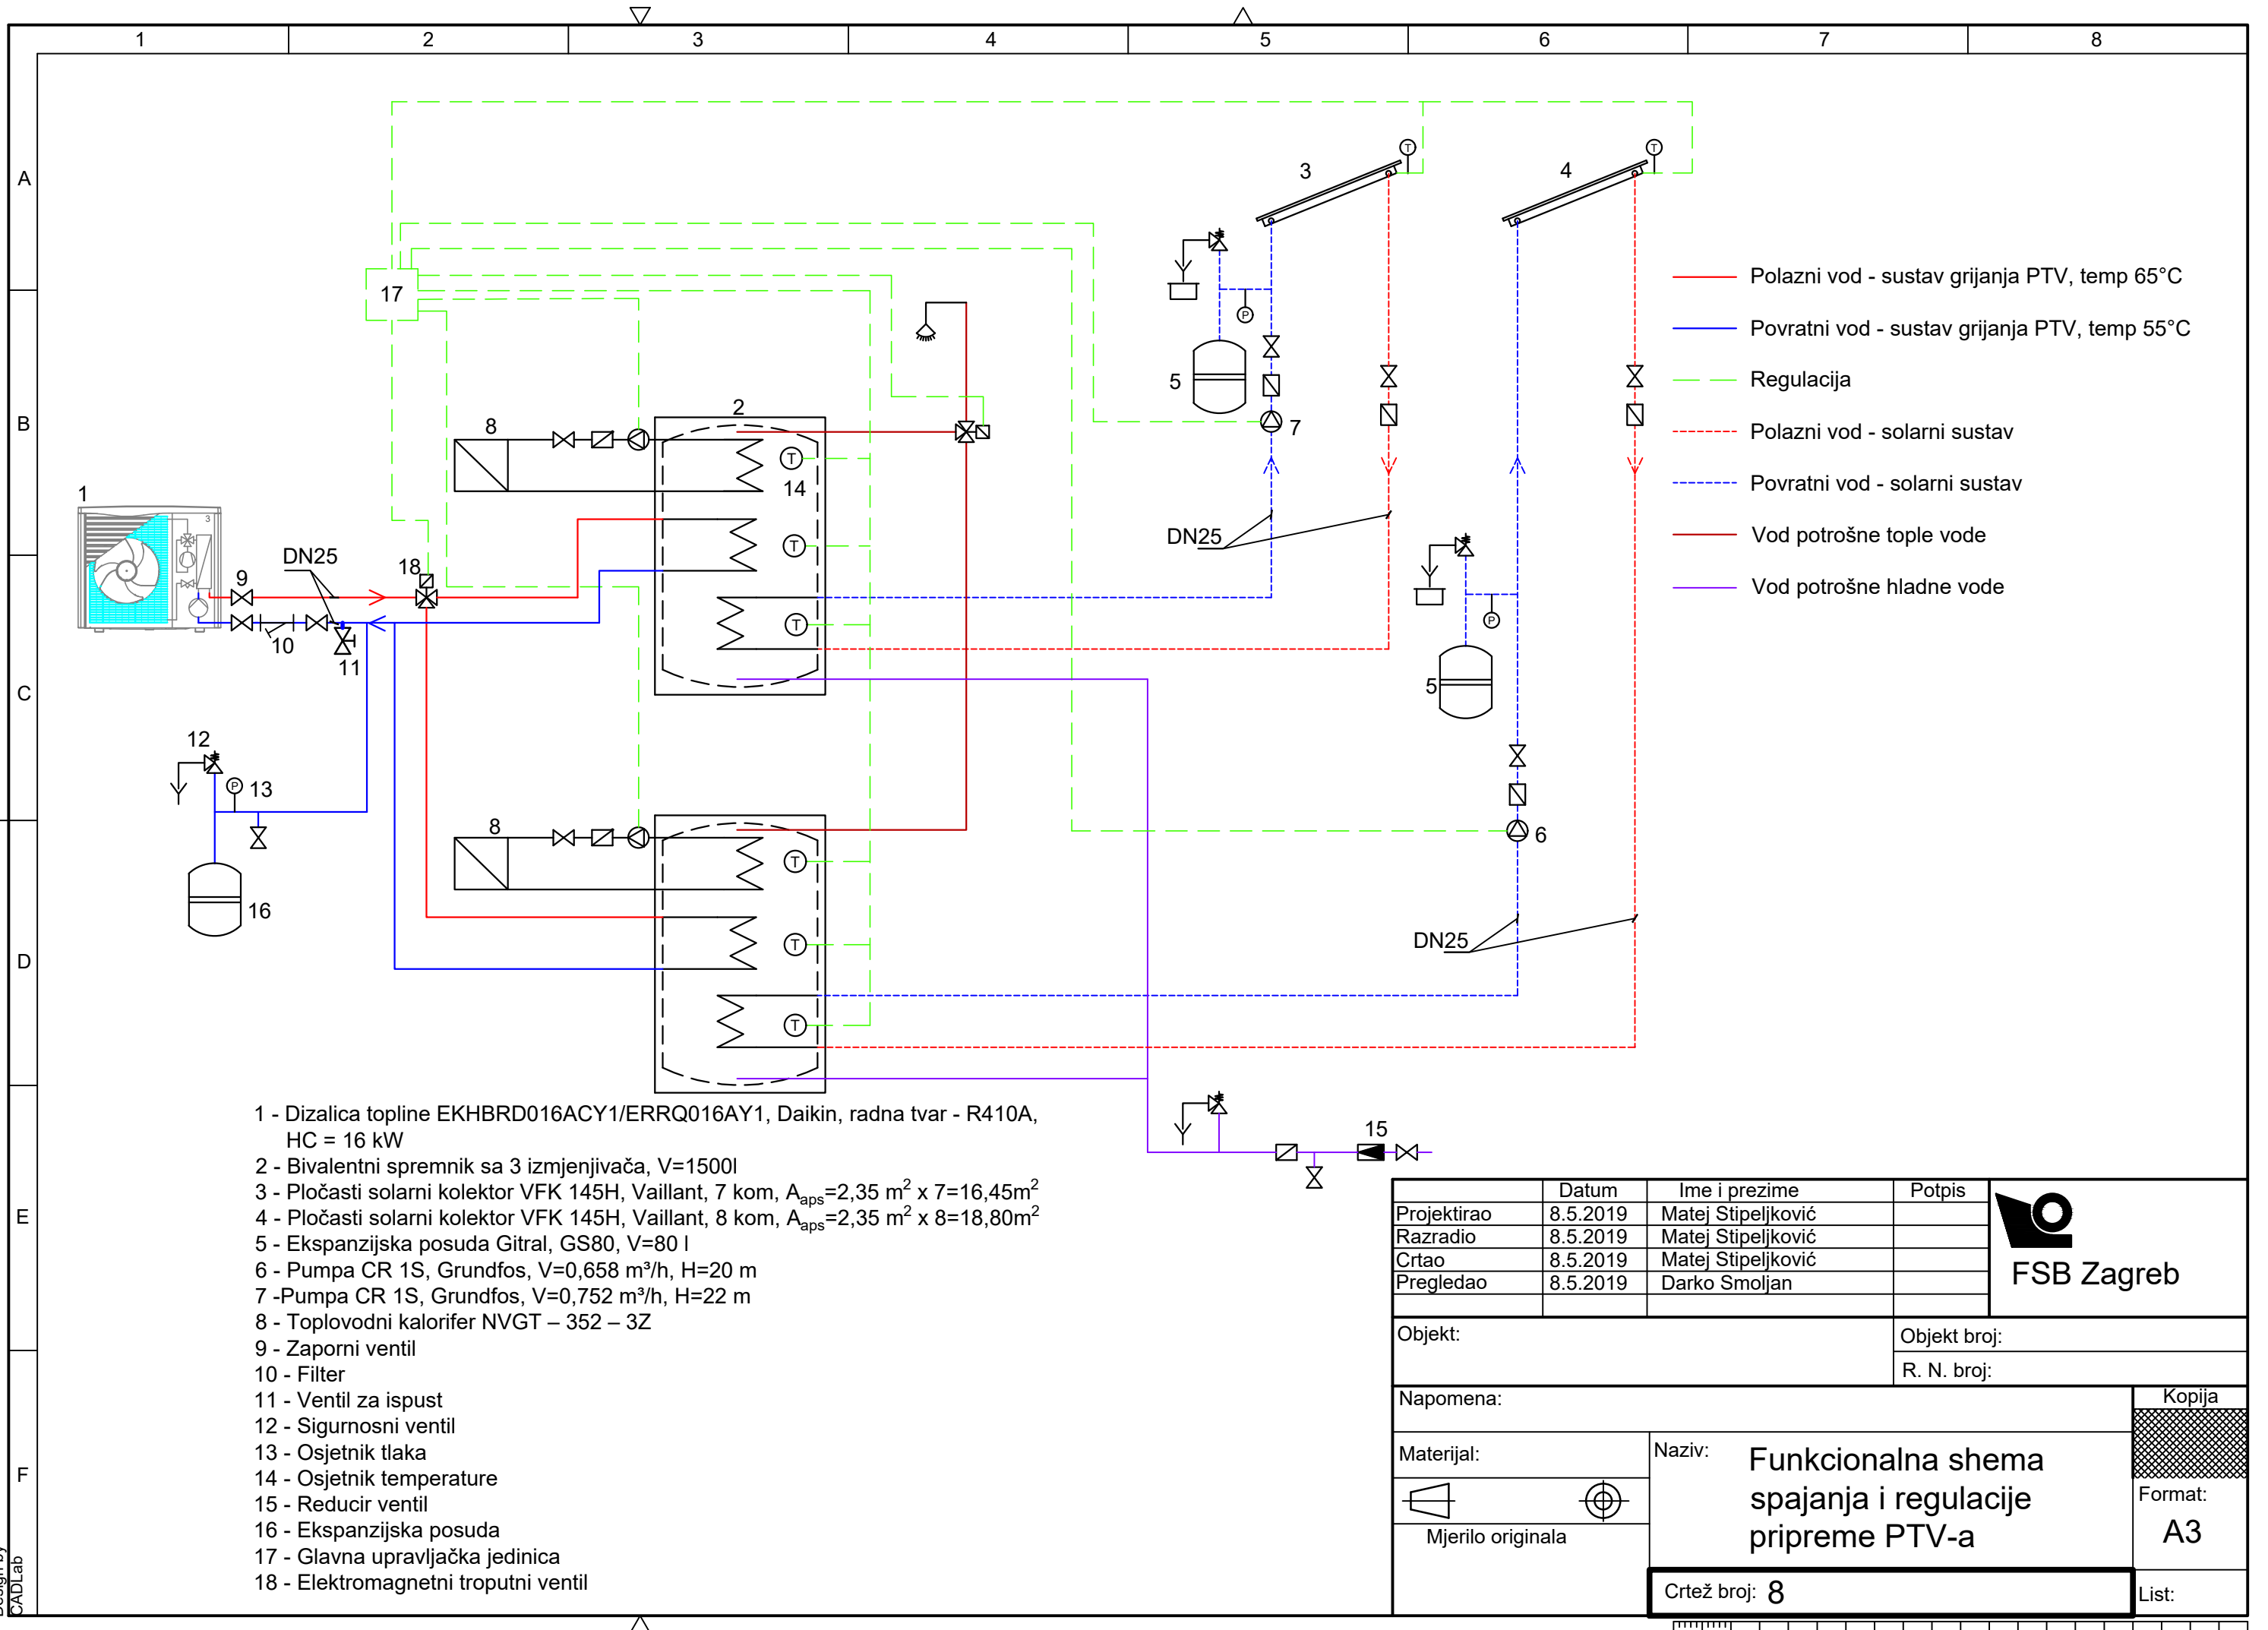 1 2 3 4 5 6 7 8
A
B
C
D
E
F
3
T
4
T
17
P
5
7
2
8
T
14
T
T
1
3
9
DN25
18
10
11
DN25
P
5
12
P
13
16
8
T
T
T
6
DN25
15
Polazni vod - sustav grijanja PTV, temp 65°C
Povratni vod - sustav grijanja PTV, temp 55°C
Regulacija
Polazni vod - solarni sustav
Povratni vod - solarni sustav
Vod potrošne tople vode
Vod potrošne hladne vode
1 - Dizalica topline EKHBRD016ACY1/ERRQ016AY1, Daikin, radna tvar - R410A,
HC = 16 kW
2 - Bivalentni spremnik sa 3 izmjenjivača, V=1500l
3 - Pločasti solarni kolektor VFK 145H, Vaillant, 7 kom, Aaps=2,35 m² x 7=16,45m²
4 - Pločasti solarni kolektor VFK 145H, Vaillant, 8 kom, Aaps=2,35 m² x 8=18,80m²
5 - Ekspanzijska posuda Gitral, GS80, V=80 l
6 - Pumpa CR 1S, Grundfos, V=0,658 m³/h, H=20 m
7 -Pumpa CR 1S, Grundfos, V=0,752 m³/h, H=22 m
8 - Toplovodni kalorifer NVGT – 352 – 3Z
9 - Zaporni ventil
10 - Filter
11 - Ventil za ispust
12 - Sigurnosni ventil
13 - Osjetnik tlaka
14 - Osjetnik temperature
15 - Reducir ventil
16 - Ekspanzijska posuda
17 - Glavna upravljačka jedinica
18 - Elektromagnetni troputni ventil
Datum Ime i prezime Potpis
Projektirao 8.5.2019 Matej Stipeljković
Razradio 8.5.2019 Matej Stipeljković
Crtao 8.5.2019 Matej Stipeljković
Pregledao 8.5.2019 Darko Smoljan
FSB Zagreb
Objekt:
Objekt broj:
R. N. broj:
Napomena:
Kopija
Materijal:
Naziv: Funkcionalna shema
spajanja i regulacije
pripreme PTV-a
Mjerilo originala
Format:
A3
Crtež broj: 8
List:
Design by
CADLab